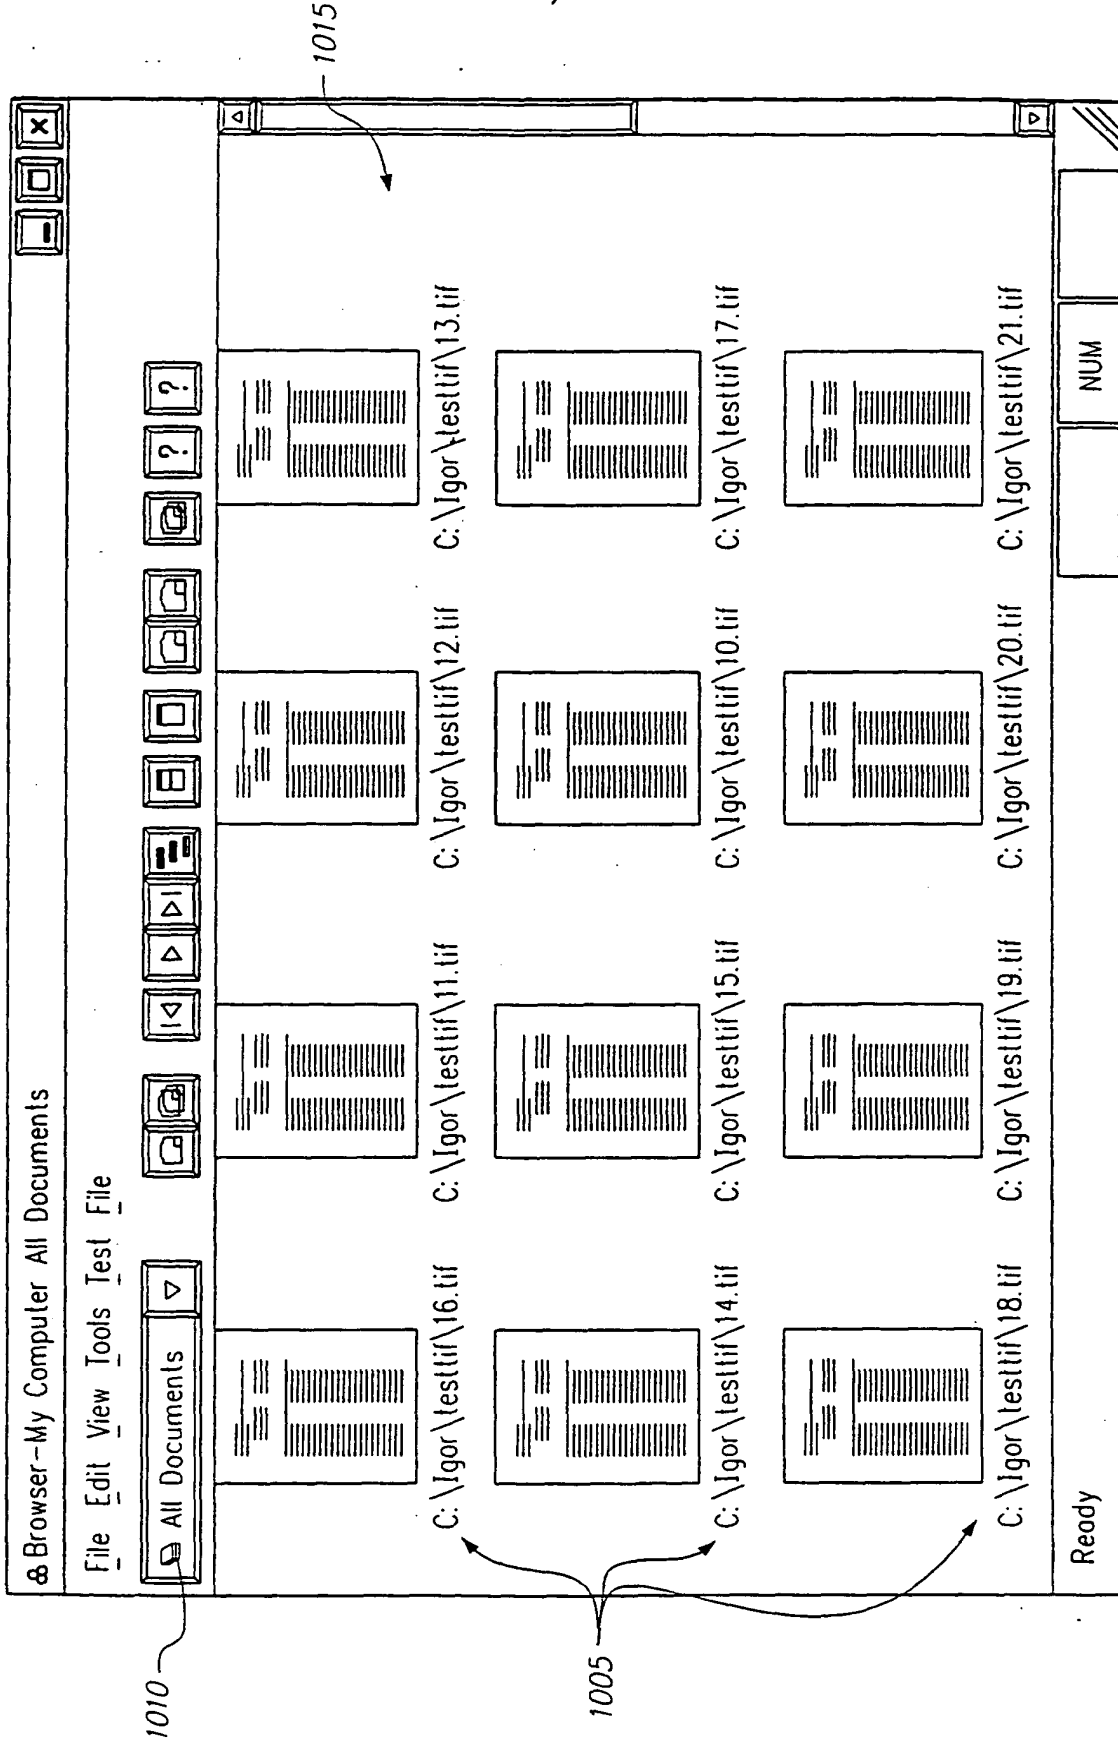 Browser-My Computer All Documents
File Edit View Tools Test File
All Documents
? ?
C:\Igor\testtif\16.tif C:\Igor\testtif\11.tif C:\Igor\testtif\12.tif C:\Igor\testtif\13.tif
C:\Igor\testtif\14.tif C:\Igor\testtif\15.tif C:\Igor\testtif\10.tif C:\Igor\testtif\17.tif
C:\Igor\testtif\18.tif C:\Igor\testtif\19.tif C:\Igor\testtif\20.tif C:\Igor\testtif\21.tif
Ready NUM
1010
1005
1015